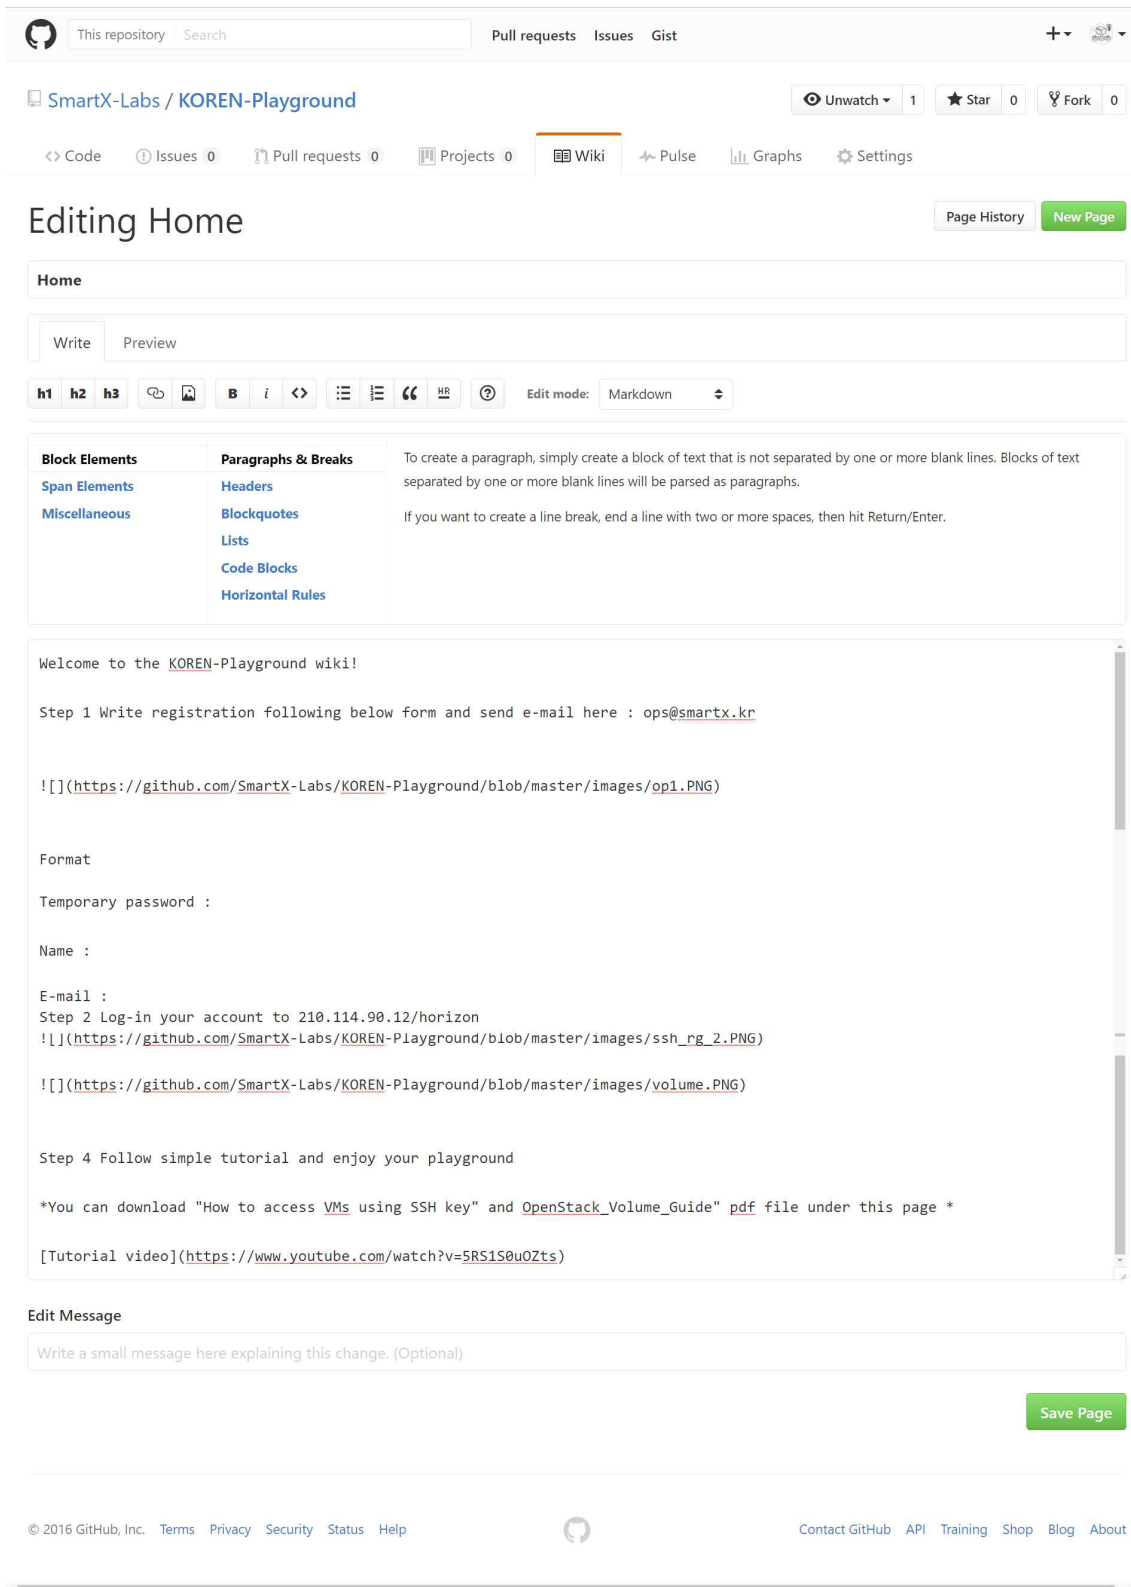 This repository Search Pull requests Issues Gist
SmartX-Labs / KOREN-Playground Unwatch 1 Star 0 Fork 0
Code Issues 0 Pull requests 0 Projects 0 Wiki Pulse Graphs Settings
Editing Home Page History New Page
Home
Write Preview
h1 h2 h3 B i <> HR Edit mode: Markdown
Block Elements
Span Elements
Miscellaneous
Paragraphs & Breaks
Headers
Blockquotes
Lists
Code Blocks
Horizontal Rules
To create a paragraph, simply create a block of text that is not separated by one or more blank lines. Blocks of text
separated by one or more blank lines will be parsed as paragraphs.
If you want to create a line break, end a line with two or more spaces, then hit Return/Enter.
Welcome to the KOREN-Playground wiki!
Step 1 Write registration following below form and send e-mail here : ops@smartx.kr
![](https://github.com/SmartX-Labs/KOREN-Playground/blob/master/images/op1.PNG)
Format
Temporary password :
Name :
E-mail :
Step 2 Log-in your account to 210.114.90.12/horizon
![](https://github.com/SmartX-Labs/KOREN-Playground/blob/master/images/ssh_rg_2.PNG)
![](https://github.com/SmartX-Labs/KOREN-Playground/blob/master/images/volume.PNG)
Step 4 Follow simple tutorial and enjoy your playground
*You can download "How to access VMs using SSH key" and OpenStack_Volume_Guide" pdf file under this page *
[Tutorial video](https://www.youtube.com/watch?v=5RS1S0uOZts)
Edit Message
Write a small message here explaining this change. (Optional)
Save Page
© 2016 GitHub, Inc. Terms Privacy Security Status Help Contact GitHub API Training Shop Blog About